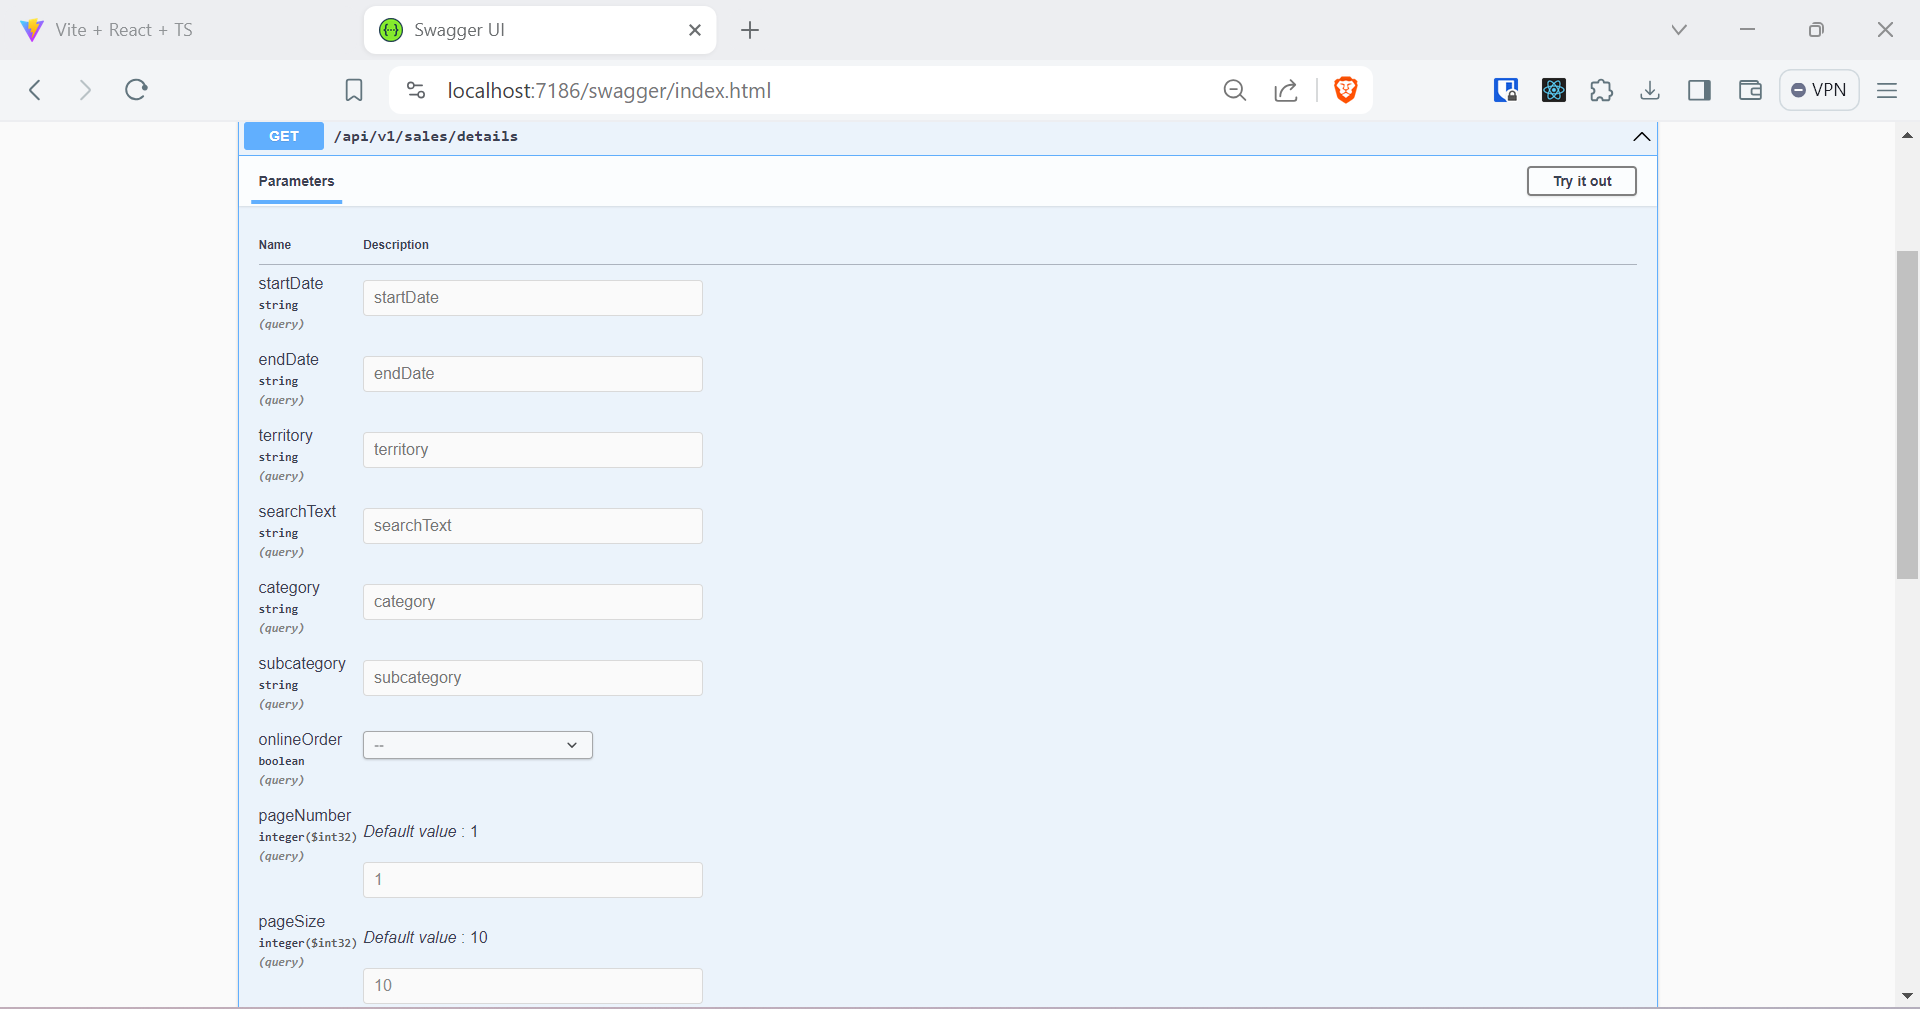 Vite + React + TS
Swagger UI
localhost:7186/swagger/index.html
VPN
GET /api/v1/sales/details
Parameters
Try it out
Name Description
startDate
string
(query)
startDate
endDate
string
(query)
endDate
territory
string
(query)
territory
searchText
string
(query)
searchText
category
string
(query)
category
subcategory
string
(query)
subcategory
onlineOrder
boolean
(query)
--
pageNumber
integer($int32)
(query)
Default value : 1
1
pageSize
integer($int32)
(query)
Default value : 10
10